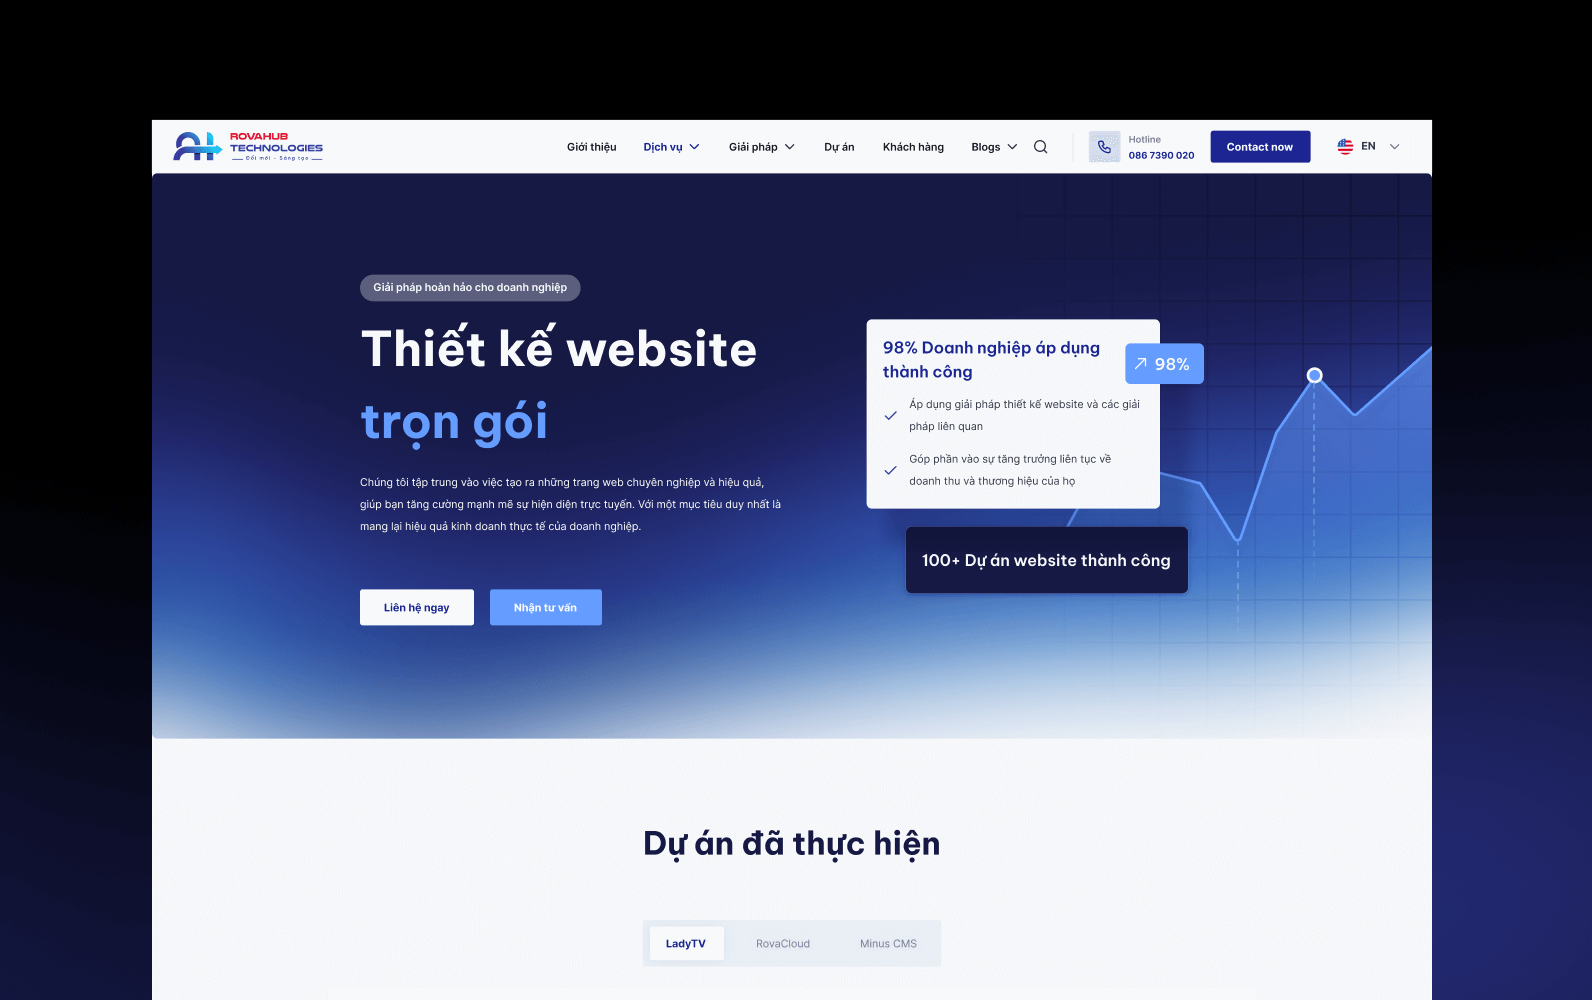 ROVAHUB
TECHNOLOGIES
Đổi mới - Sáng tạo
Giới thiệu
Dịch vụ
Giải pháp
Dự án
Khách hàng
Blogs
Hotline
086 7390 020
Contact now
EN
Giải pháp hoàn hảo cho doanh nghiệp
Thiết kế website
trọn gói
Chúng tôi tập trung vào việc tạo ra những trang web chuyên nghiệp và hiệu quả,
giúp bạn tăng cường mạnh mẽ sự hiện diện trực tuyến. Với một mục tiêu duy nhất là
mang lại hiệu quả kinh doanh thực tế của doanh nghiệp.
Liên hệ ngay
Nhận tư vấn
98% Doanh nghiệp áp dụng
thành công
98%
Áp dụng giải pháp thiết kế website và các giải
pháp liên quan
Góp phần vào sự tăng trưởng liên tục về
doanh thu và thương hiệu của họ
100+ Dự án website thành công
Dự án đã thực hiện
LadyTV
RovaCloud
Minus CMS